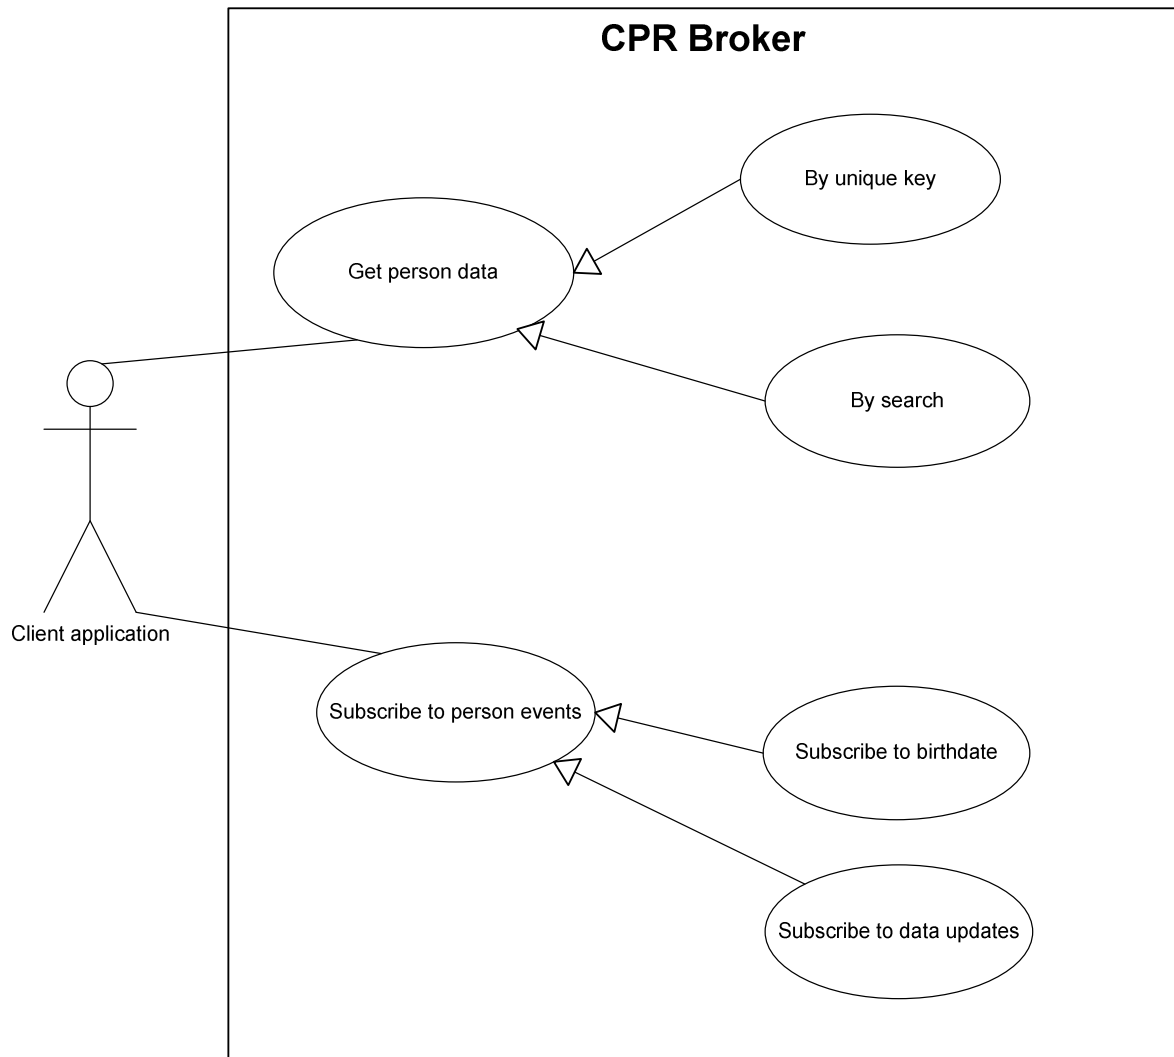 CPR Broker
By unique key
Get person data
By search
Client application
Subscribe to person events
Subscribe to birthdate
Subscribe to data updates